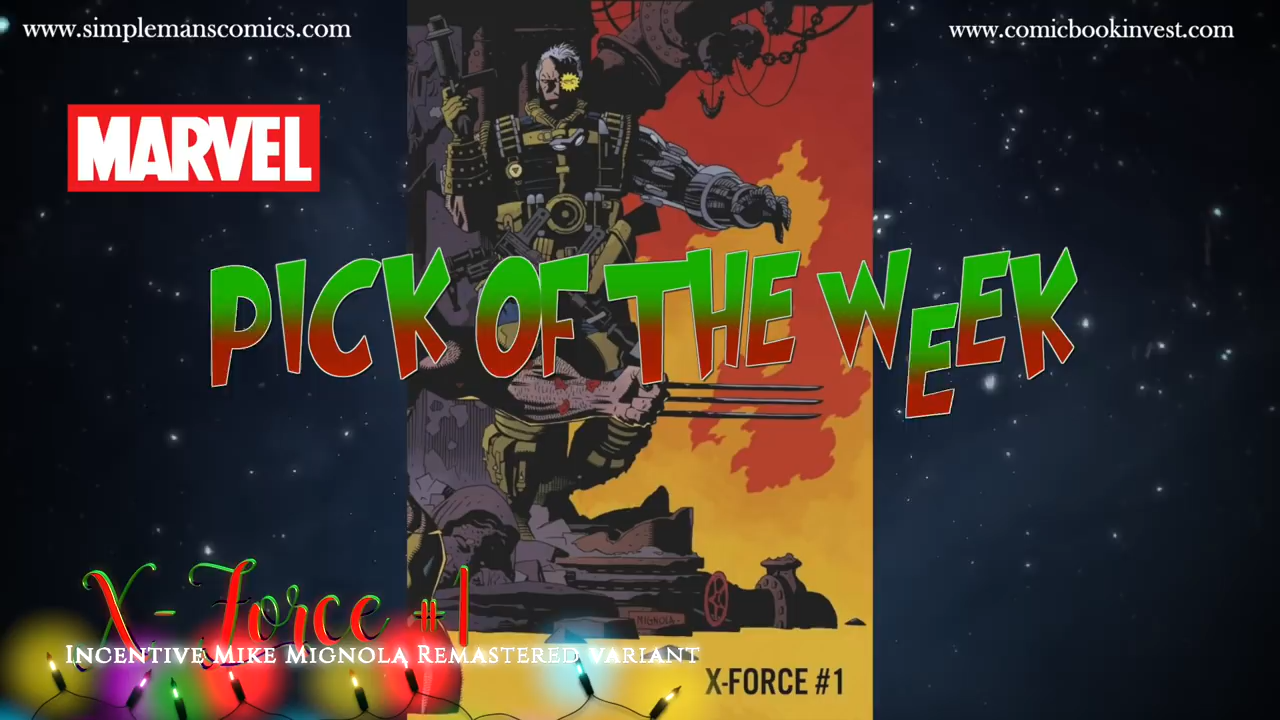 www.simplemanscomics.com
www.comicbookinvest.com
MARVEL
PICK OF THE WEEK
X-Force #1
Incentive Mike Mignola Remastered variant
MIGNOLA
X-FORCE #1